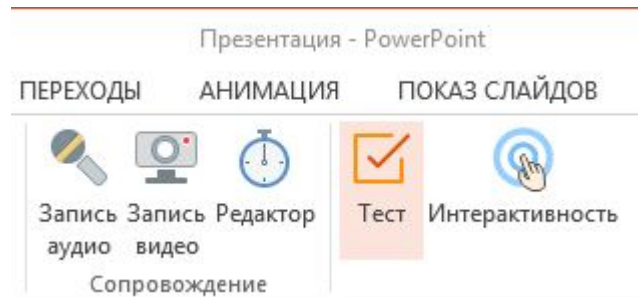 Презентация - PowerPoint
ПЕРЕХОДЫ АНИМАЦИЯ ПОКАЗ СЛАЙДОВ
Запись Запись Редактор Тест Интерактивность
аудио видео
Сопровождение